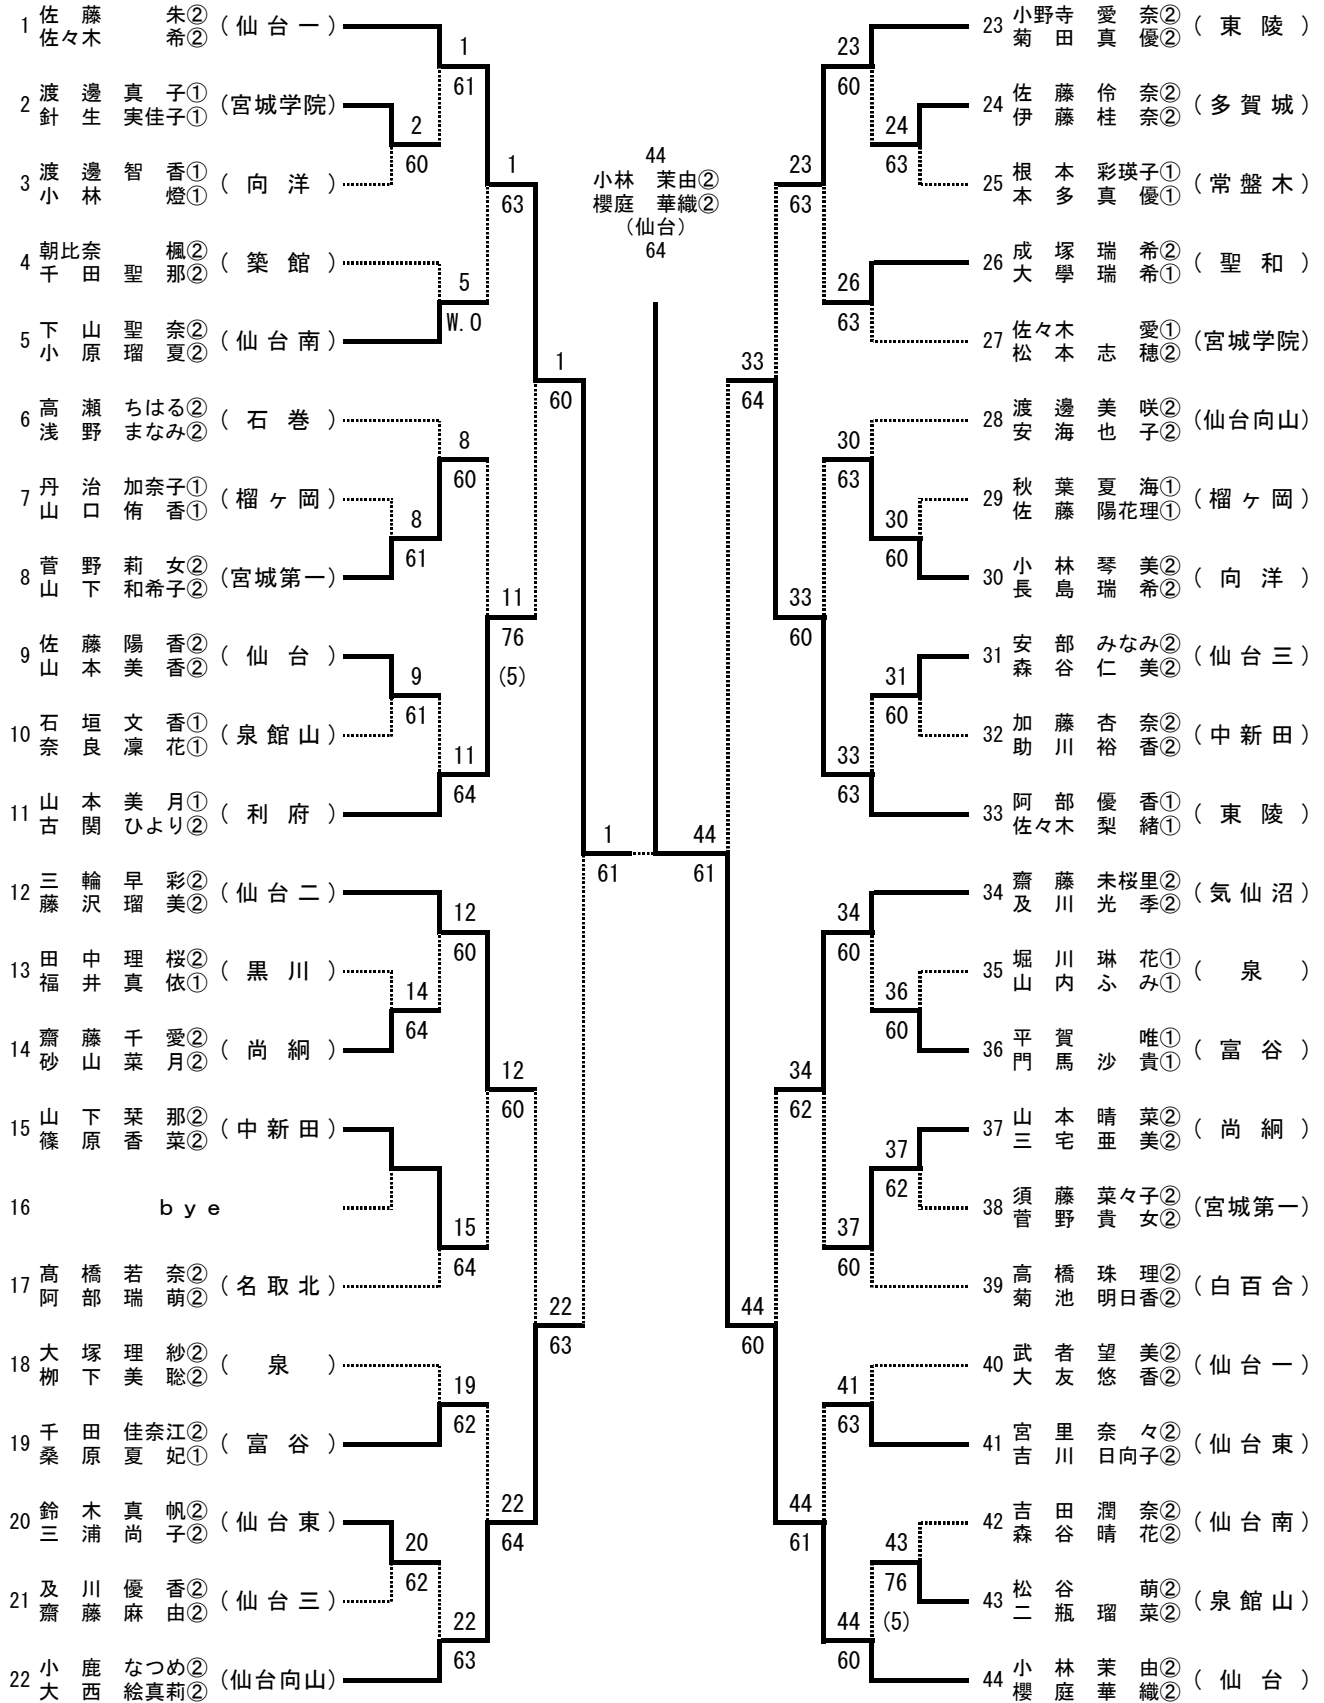 1 佐藤 朱② (仙台一)
佐々木 希②
2 渡邊真子① (宮城学院)
針生実佳子①
3 渡邊智香① (向洋)
小林 燈①
4 朝比奈 楓② (築館)
千田聖那②
5 下山聖奈② (仙台南)
小原瑠夏②
6 高瀬ちはる② (石巻)
浅野まなみ②
7 丹治加奈子① (榴ヶ岡)
山口侑香①
8 菅野莉女② (宮城第一)
山下和希子②
9 佐藤陽香② (仙台)
山本美香②
10 石垣文香① (泉館山)
奈良凜花①
11 山本美月① (利府)
古関ひより②
12 三輪早彩② (仙台二)
藤沢瑠美②
13 田中理桜② (黒川)
福井真依①
14 齋藤千愛② (尚絅)
砂山菜月②
15 山下栞那② (中新田)
篠原香菜②
16 bye
17 髙橋若奈② (名取北)
阿部瑞萌②
18 大塚理紗② (泉)
栁下美聡②
19 千田佳奈江② (富谷)
桑原夏妃①
20 鈴木真帆② (仙台東)
三浦尚子②
21 及川優香② (仙台三)
齋藤麻由②
22 小鹿なつめ② (仙台向山)
大西絵真莉②
2
60
8
61
9
61
14
64
20
62
1
61
5
W.O
8
60
11
64
12
60
15
64
19
62
22
63
1
63
11
76
(5)
12
60
22
64
1
60
22
63
1
61
44
小林 茉由②
櫻庭 華織②
(仙台)
64
44
61
33
64
44
60
23
63
33
60
34
62
44
61
23
60
26
63
30
63
33
63
34
60
37
60
41
63
44
60
24
63
30
60
31
60
36
60
37
62
43
76
(5)
23 小野寺愛奈② (東陵)
菊田真優②
24 佐藤伶奈② (多賀城)
伊藤桂奈②
25 根本彩瑛子① (常盤木)
本多真優①
26 成塚瑞希② (聖和)
大學瑞希①
27 佐々木 愛① (宮城学院)
松本志穂②
28 渡邊美咲② (仙台向山)
安海也子②
29 秋葉夏海① (榴ヶ岡)
佐藤陽花理①
30 小林琴美② (向洋)
長島瑞希②
31 安部みなみ② (仙台三)
森谷仁美②
32 加藤杏奈② (中新田)
助川裕香②
33 阿部優香① (東陵)
佐々木梨緒①
34 齋藤未桜里② (気仙沼)
及川光季②
35 堀川琳花① (泉)
山内ふみ①
36 平賀 唯① (富谷)
門馬沙貴①
37 山本晴菜② (尚絅)
三宅亜美②
38 須藤菜々子② (宮城第一)
菅野貴女②
39 高橋珠理② (白百合)
菊池明日香②
40 武者望美② (仙台一)
大友悠香②
41 宮里奈々② (仙台東)
吉川日向子②
42 吉田潤奈② (仙台南)
森谷晴花②
43 松谷 萌② (泉館山)
二瓶瑠菜②
44 小林茉由② (仙台)
櫻庭華織②